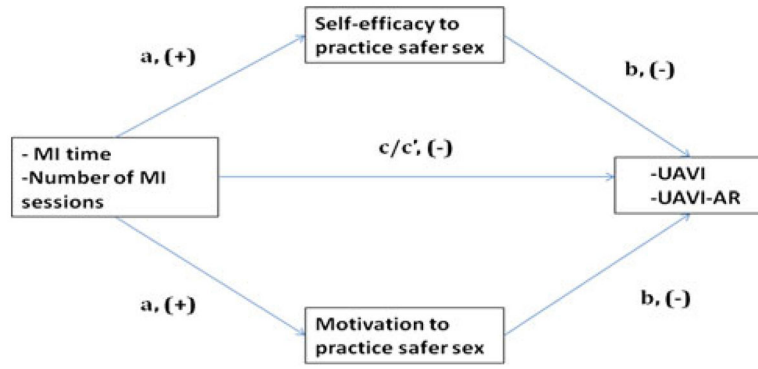 Self-efficacy to
practice safer sex
a, (+)
b, (-)
- MI time
-Number of MI
sessions
c/c', (-)
-UAVI
-UAVI-AR
a, (+)
b, (-)
Motivation to
practice safer sex